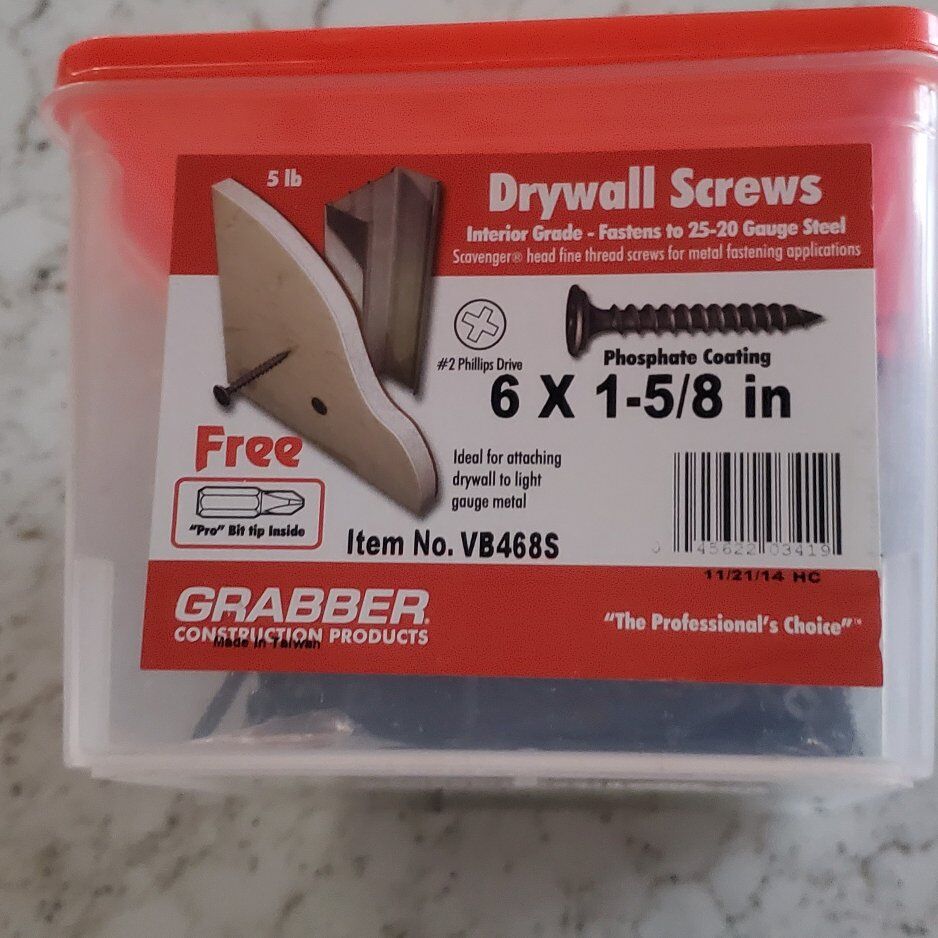 5 lb
Drywall Screws
Interior Grade - Fastens to 25-20 Gauge Steel
Scavenger® head fine thread screws for metal fastening applications
#2 Phillips Drive
Phosphate Coating
6 X 1-5/8 in
Free
"Pro" Bit tip Inside
Ideal for attaching
drywall to light
gauge metal
Item No. VB468S
0 45622 03419
11/21/14 HC
GRABBER®
CONSTRUCTION PRODUCTS
Made in Taiwan
"The Professional's Choice"™